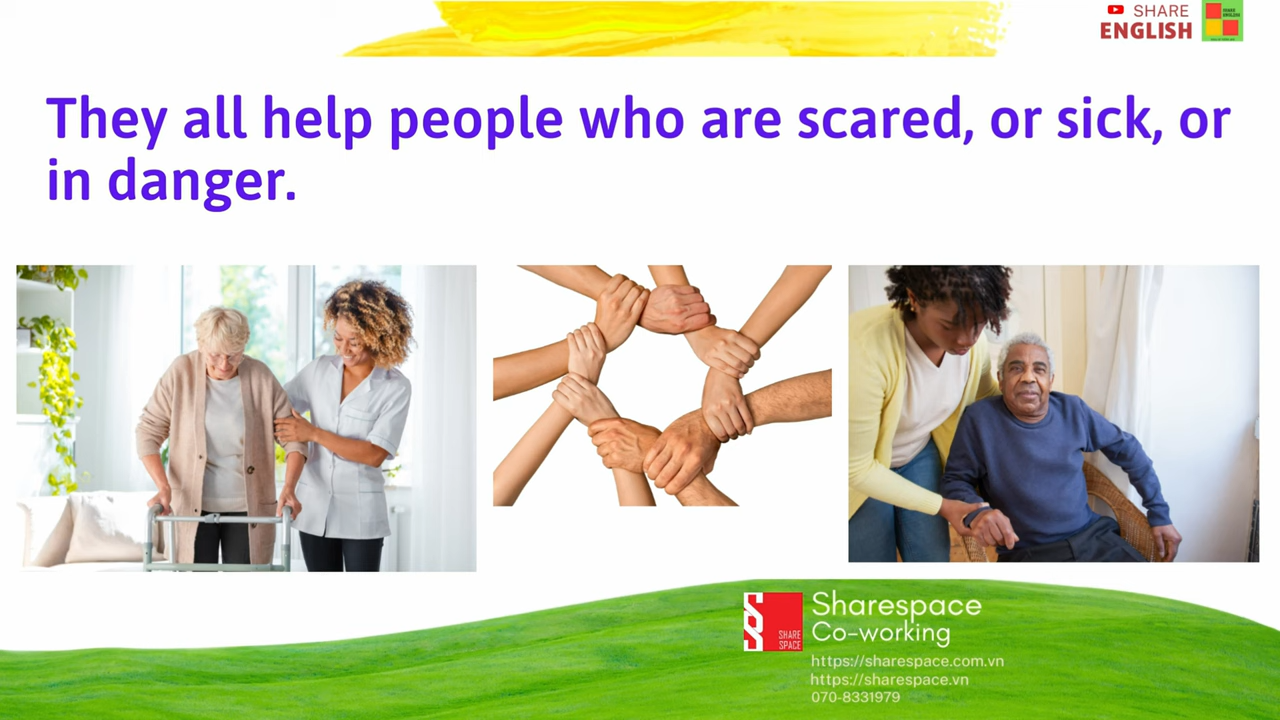 SHARE
ENGLISH
They all help people who are scared, or sick, or
in danger.
SHARE
SPACE
Sharespace
Co-working
https://sharespace.com.vn
https://sharespace.vn
070-8331979